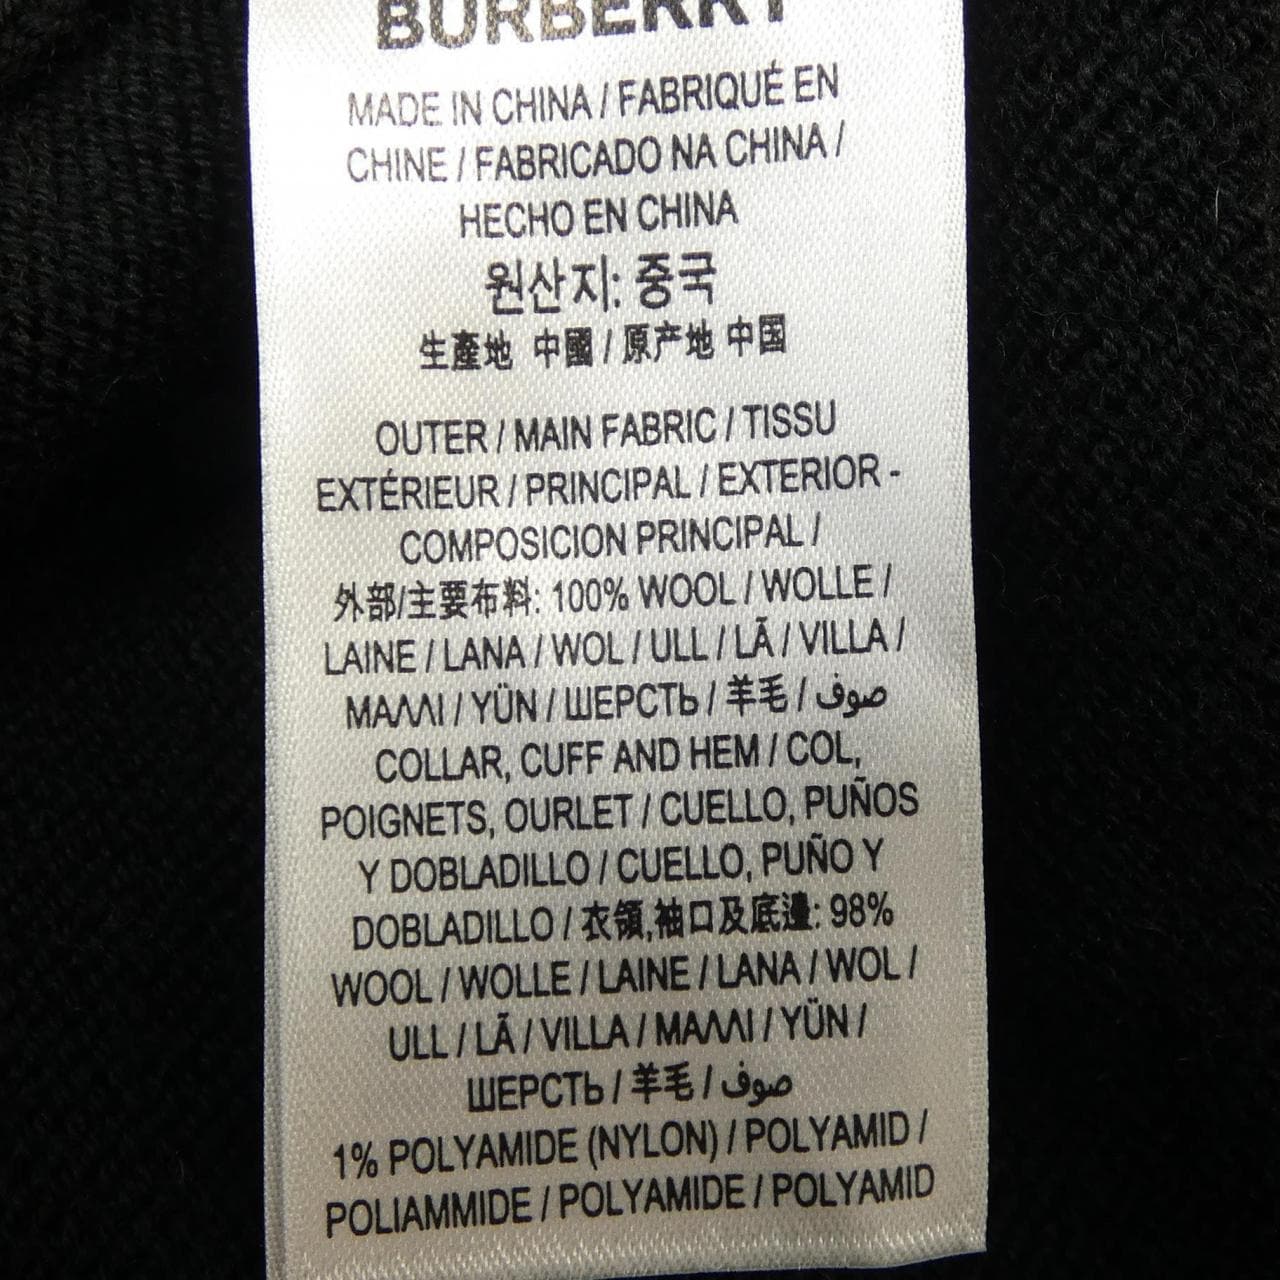 BURBERRY
MADE IN CHINA / FABRIQUÉ EN
CHINE / FABRICADO NA CHINA /
HECHO EN CHINA
원산지: 중국
生產地 中國 / 原产地 中国
OUTER / MAIN FABRIC / TISSU
EXTÉRIEUR / PRINCIPAL / EXTERIOR -
COMPOSICION PRINCIPAL /
外部/主要布料: 100% WOOL / WOLLE /
LAINE / LANA / WOL / ULL / LÃ / VILLA /
ΜΑΛΛΙ / YÜN / ШЕРСТЬ / 羊毛 / صوف
COLLAR, CUFF AND HEM / COL,
POIGNETS, OURLET / CUELLO, PUÑOS
Y DOBLADILLO / CUELLO, PUÑO Y
DOBLADILLO / 衣領,袖口及底邊: 98%
WOOL / WOLLE / LAINE / LANA / WOL /
ULL / LÃ / VILLA / ΜΑΛΛΙ / YÜN /
ШЕРСТЬ / 羊毛 / صوف
1% POLYAMIDE (NYLON) / POLYAMID /
POLIAMMIDE / POLYAMIDE / POLYAMID